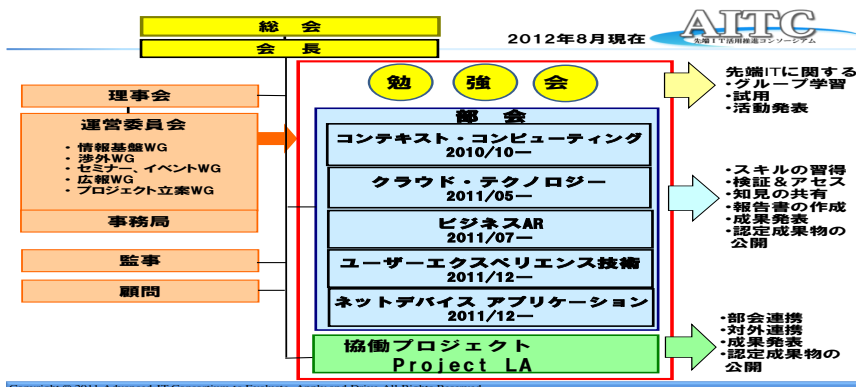 総会
会長
2012年8月現在
AITC
先端IT活用推進コンソーシアム
理事会
運営委員会
・情報基盤WG
・渉外WG
・セミナー、イベントWG
・広報WG
・プロジェクト立案WG
事務局
監事
顧問
勉強会
部会
コンテキスト・コンピューティング
2010/10―
クラウド・テクノロジー
2011/05―
ビジネスAR
2011/07―
ユーザーエクスペリエンス技術
2011/12―
ネットデバイス アプリケーション
2011/12―
協働プロジェクト
Project LA
先端ITに関する
・グループ学習
・試用
・活動発表
・スキルの習得
・検証＆アセス
・知見の共有
・報告書の作成
・成果発表
・認定成果物の
公開
・部会連携
・対外連携
・成果発表
・認定成果物の
公開